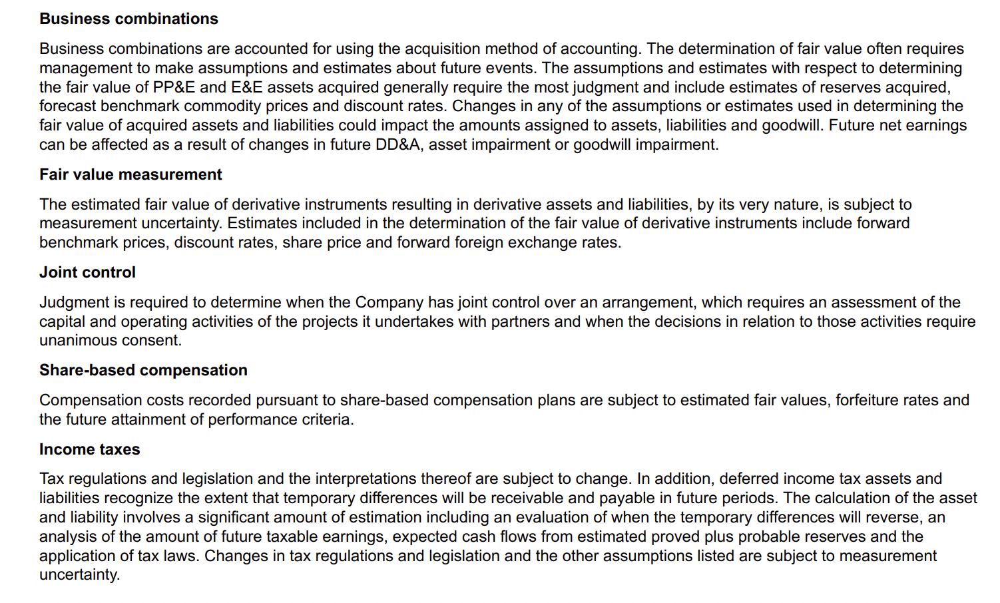 Business combinations
Business combinations are accounted for using the acquisition method of accounting. The determination of fair value often requires
management to make assumptions and estimates about future events. The assumptions and estimates with respect to determining
the fair value of PP&E and E&E assets acquired generally require the most judgment and include estimates of reserves acquired,
forecast benchmark commodity prices and discount rates. Changes in any of the assumptions or estimates used in determining the
fair value of acquired assets and liabilities could impact the amounts assigned to assets, liabilities and goodwill. Future net earnings
can be affected as a result of changes in future DD&A, asset impairment or goodwill impairment.
Fair value measurement
The estimated fair value of derivative instruments resulting in derivative assets and liabilities, by its very nature, is subject to
measurement uncertainty. Estimates included in the determination of the fair value of derivative instruments include forward
benchmark prices, discount rates, share price and forward foreign exchange rates.
Joint control
Judgment is required to determine when the Company has joint control over an arrangement, which requires an assessment of the
capital and operating activities of the projects it undertakes with partners and when the decisions in relation to those activities require
unanimous consent.
Share-based compensation
Compensation costs recorded pursuant to share-based compensation plans are subject to estimated fair values, forfeiture rates and
the future attainment of performance criteria.
Income taxes
Tax regulations and legislation and the interpretations thereof are subject to change. In addition, deferred income tax assets and
liabilities recognize the extent that temporary differences will be receivable and payable in future periods. The calculation of the asset
and liability involves a significant amount of estimation including an evaluation of when the temporary differences will reverse, an
analysis of the amount of future taxable earnings, expected cash flows from estimated proved plus probable reserves and the
application of tax laws. Changes in tax regulations and legislation and the other assumptions listed are subject to measurement
uncertainty.